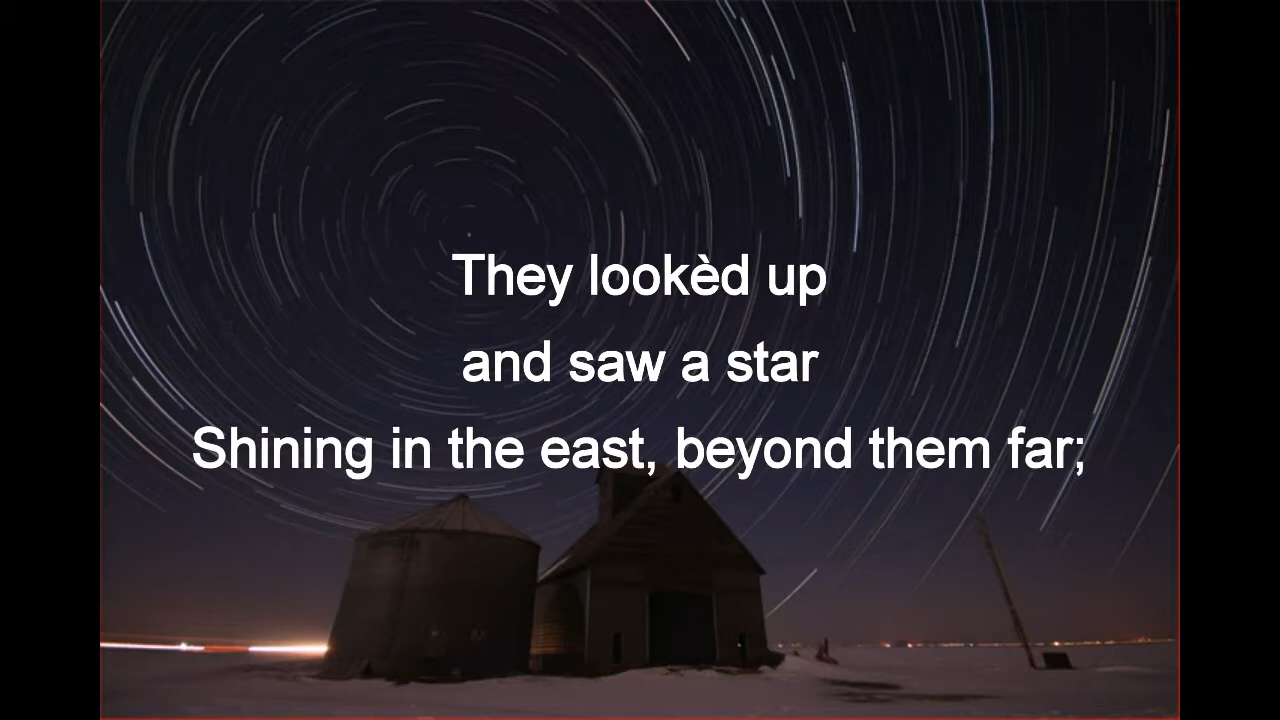 They lookèd up
and saw a star
Shining in the east, beyond them far;